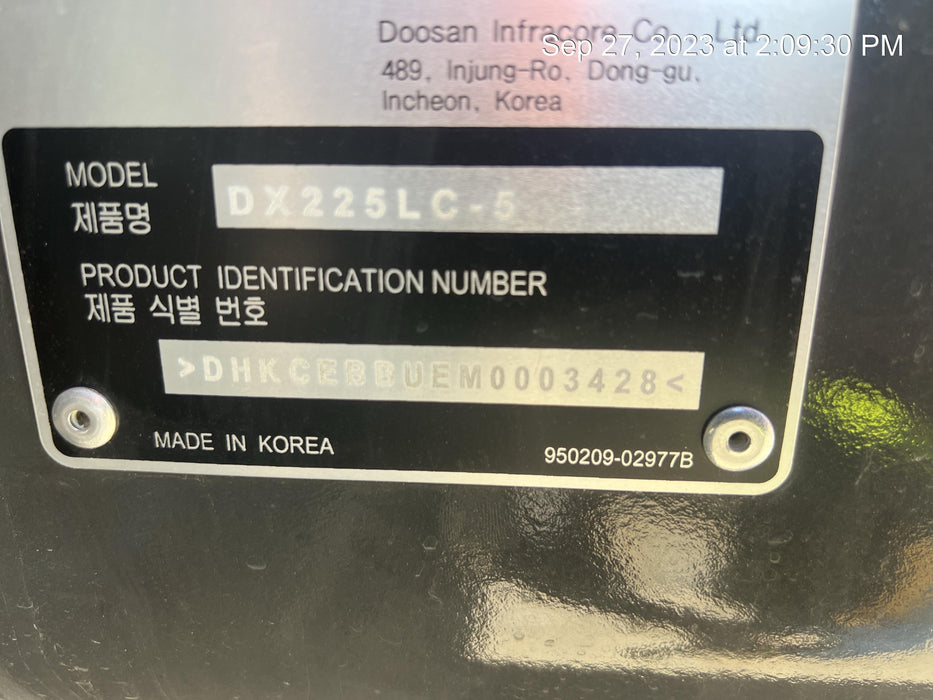 Doosan Infracore Co., Ltd.
Sep 27, 2023 at 2:09:30 PM
489, Injung-Ro, Dong-gu,
Incheon, Korea
MODEL
제품명
DX225LC-5
PRODUCT IDENTIFICATION NUMBER
제품 식별 번호
>DHKCEBBUEM0003428<
MADE IN KOREA
950209-02977B